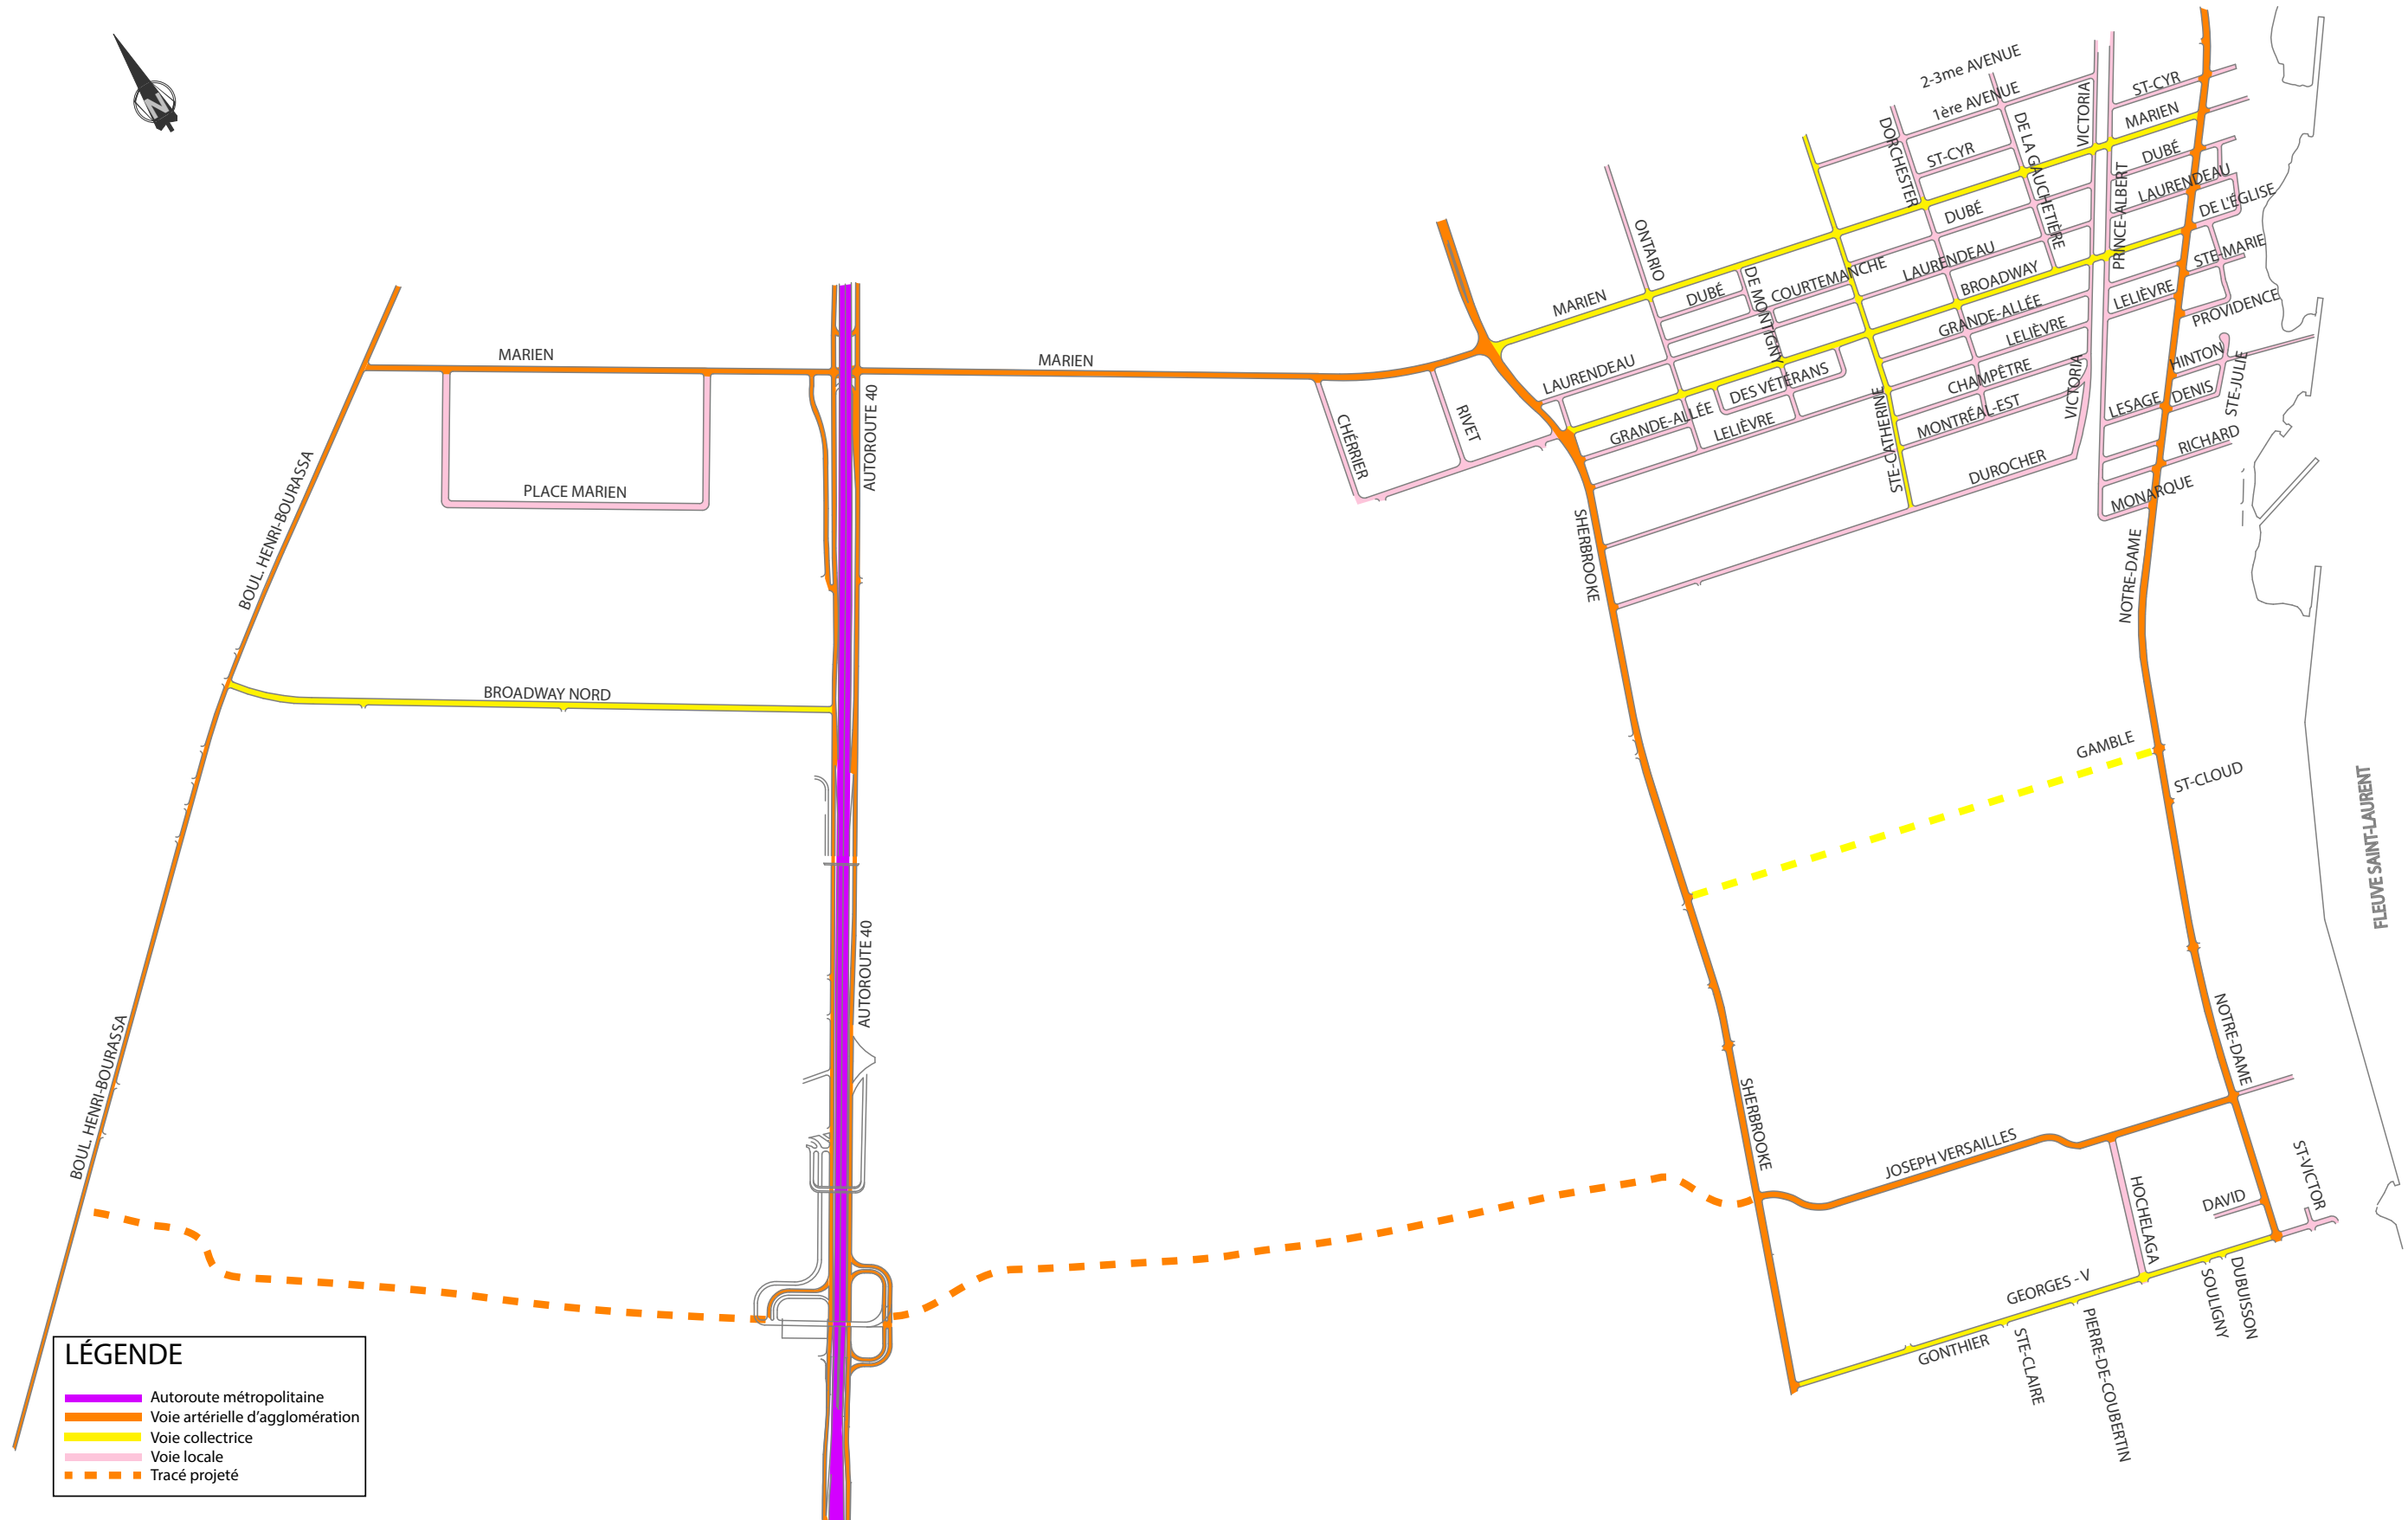 N
2-3me AVENUE
1ère AVENUE
ST-CYR
MARIEN
DUBÉ
LAURENDEAU
DE L'ÉGLISE
STE-MARIE
PROVIDENCE
LELIÈVRE
HINTON
STE-JULIE
LESAGE
DENIS
RICHARD
MONARQUE
DORCHESTER
DE LA GAUCHETIÈRE
VICTORIA
PRINCE-ALBERT
ST-CYR
DUBÉ
LAURENDEAU
BROADWAY
GRANDE-ALLÉE
LELIÈVRE
CHAMPÊTRE
MONTRÉAL-EST
VICTORIA
DUROCHER
ONTARIO
MARIEN
DUBÉ
DE MONTIGNY
COURTEMANCHE
LAURENDEAU
DES VÉTÉRANS
GRANDE-ALLÉE
LELIÈVRE
STE-CATHERINE
MARIEN
MARIEN
PLACE MARIEN
AUTOROUTE 40
CHÉRRIER
RIVET
BOUL. HENRI-BOURASSA
BROADWAY NORD
SHERBROOKE
NOTRE-DAME
GAMBLE
ST-CLOUD
FLEUVE SAINT-LAURENT
AUTOROUTE 40
BOUL. HENRI-BOURASSA
SHERBROOKE
NOTRE-DAME
JOSEPH VERSAILLES
HOCHELAGA
DAVID
ST-VICTOR
GEORGES - V
GONTHIER
STE-CLAIRE
PIERRE-DE-COUBERTIN
SOULIGNY
DUBUISSON
LÉGENDE
Autoroute métropolitaine
Voie artérielle d'agglomération
Voie collectrice
Voie locale
Tracé projeté